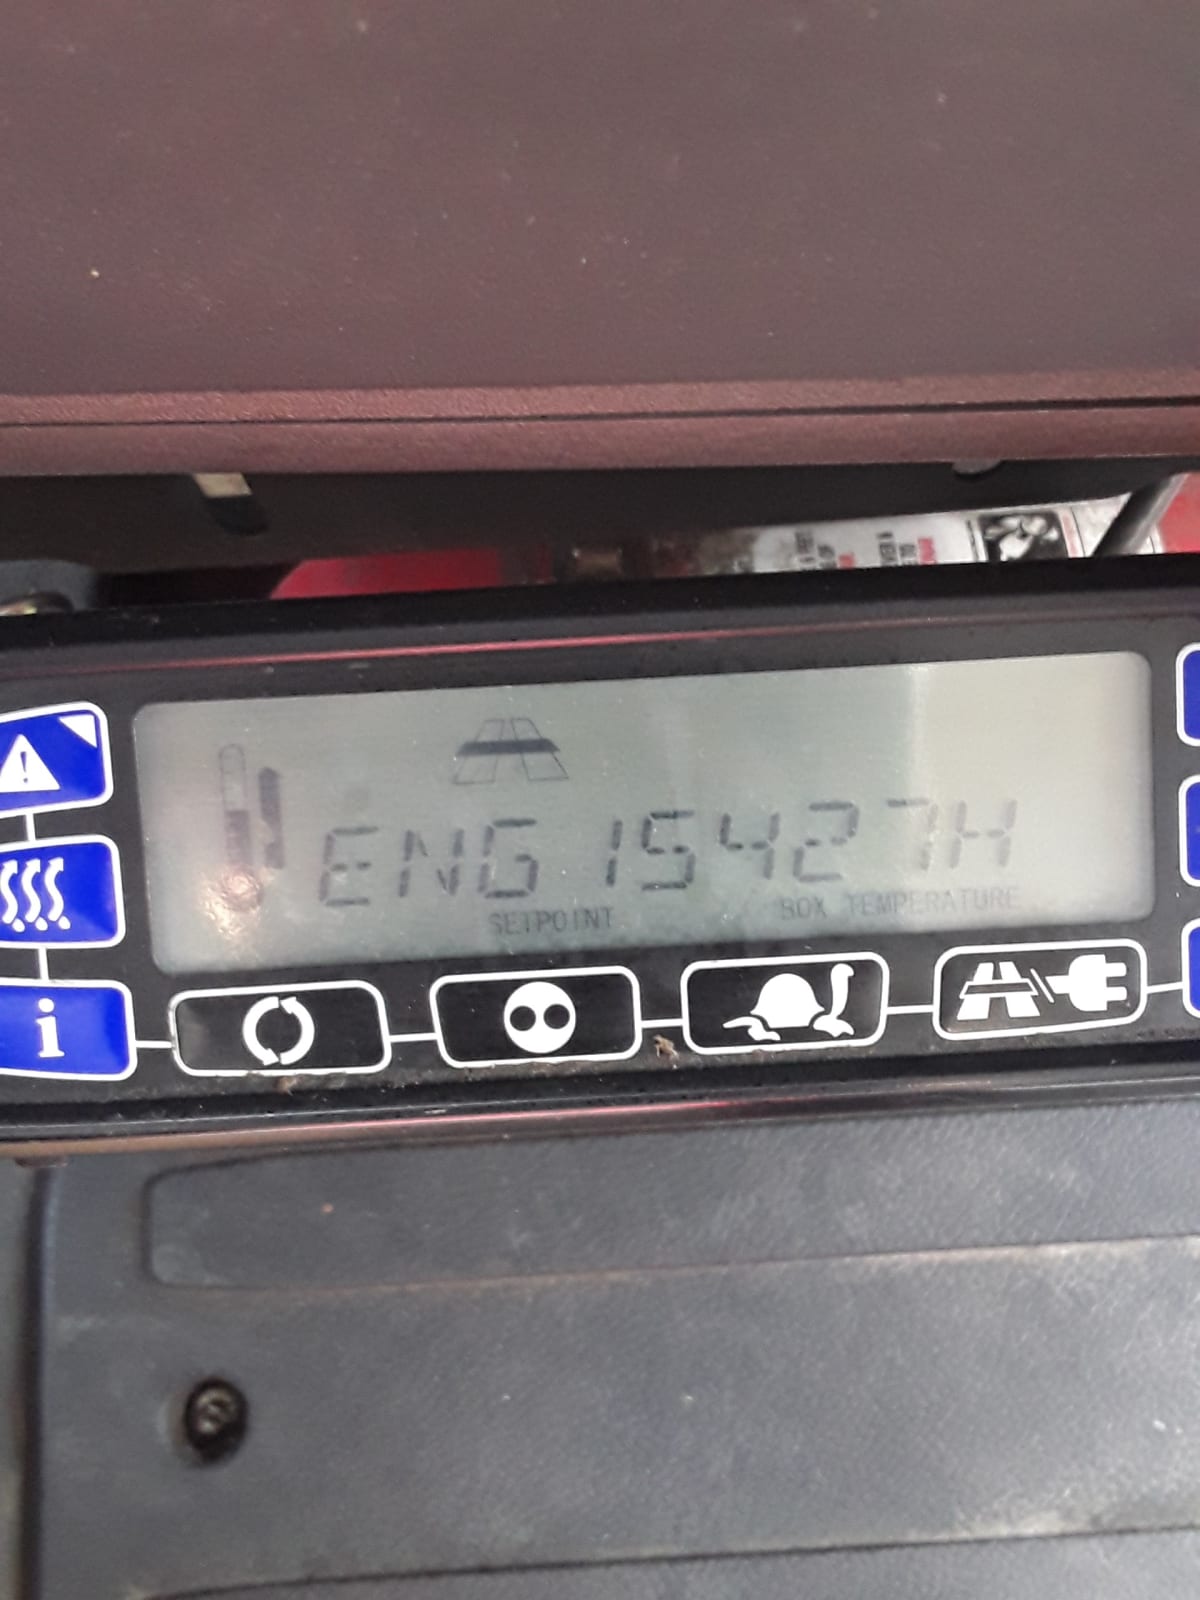 ENG 15427H
SETPOINT BOX TEMPERATURE
i